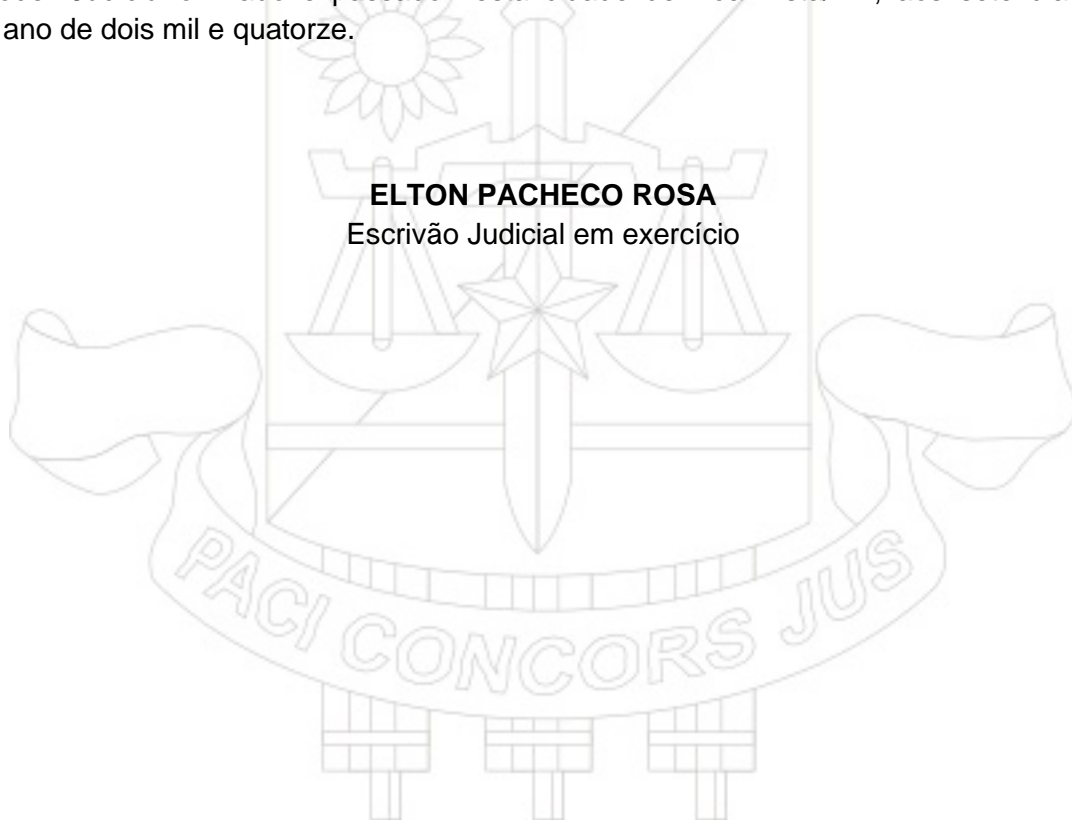 ano de dois mil e quatorze.
ELTON PACHECO ROSA
Escrivão Judicial em exercício
PACI CONCORS JUS